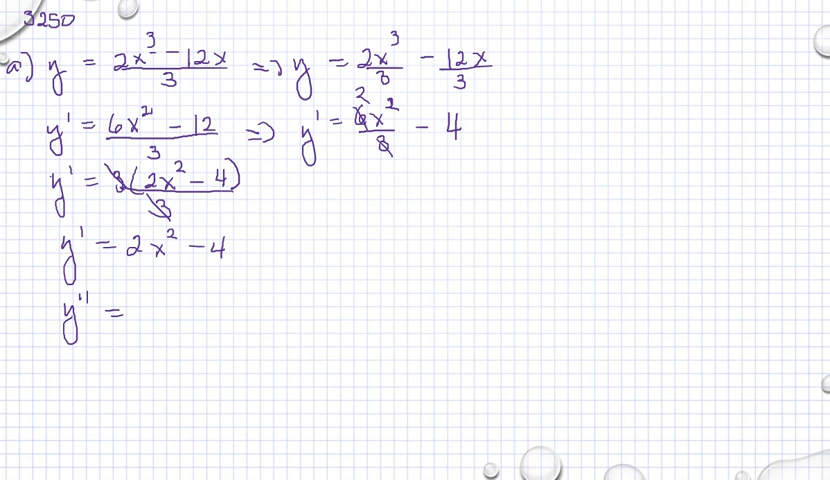 3250
a) y = (2x³ - 12x)/3 => y = 2x³/3 - 12x/3
y' = (6x² - 12)/3 => y' = 2 6x²/3 - 4
y' = 3(2x² - 4)/3
y' = 2x² - 4
y'' =